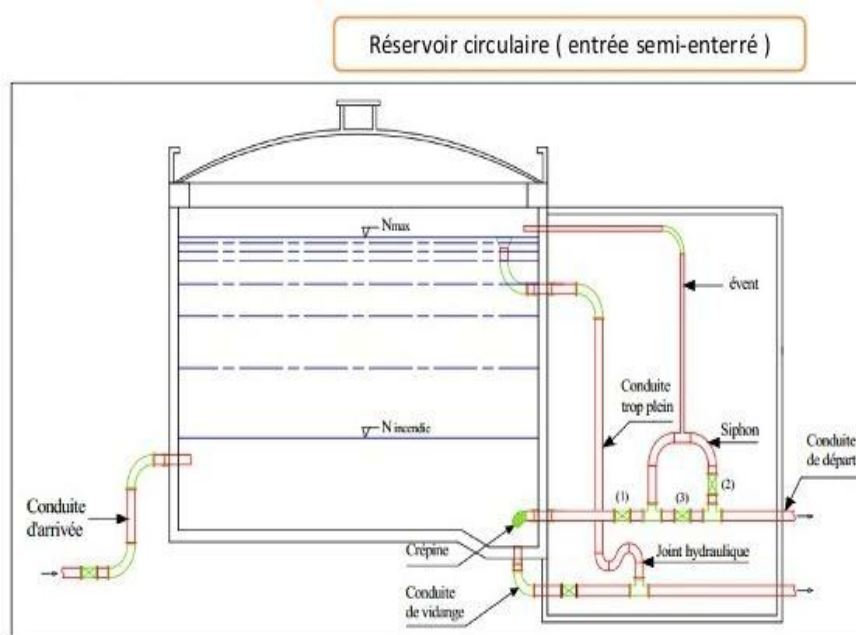 Réservoir circulaire ( entrée semi-enterré )
Nmax
évent
Conduite
trop plein
Siphon
Conduite
de départ
N incendie
(1)
(3)
(2)
Conduite
d'arrivée
Crépine
Joint hydraulique
Conduite
de vidange